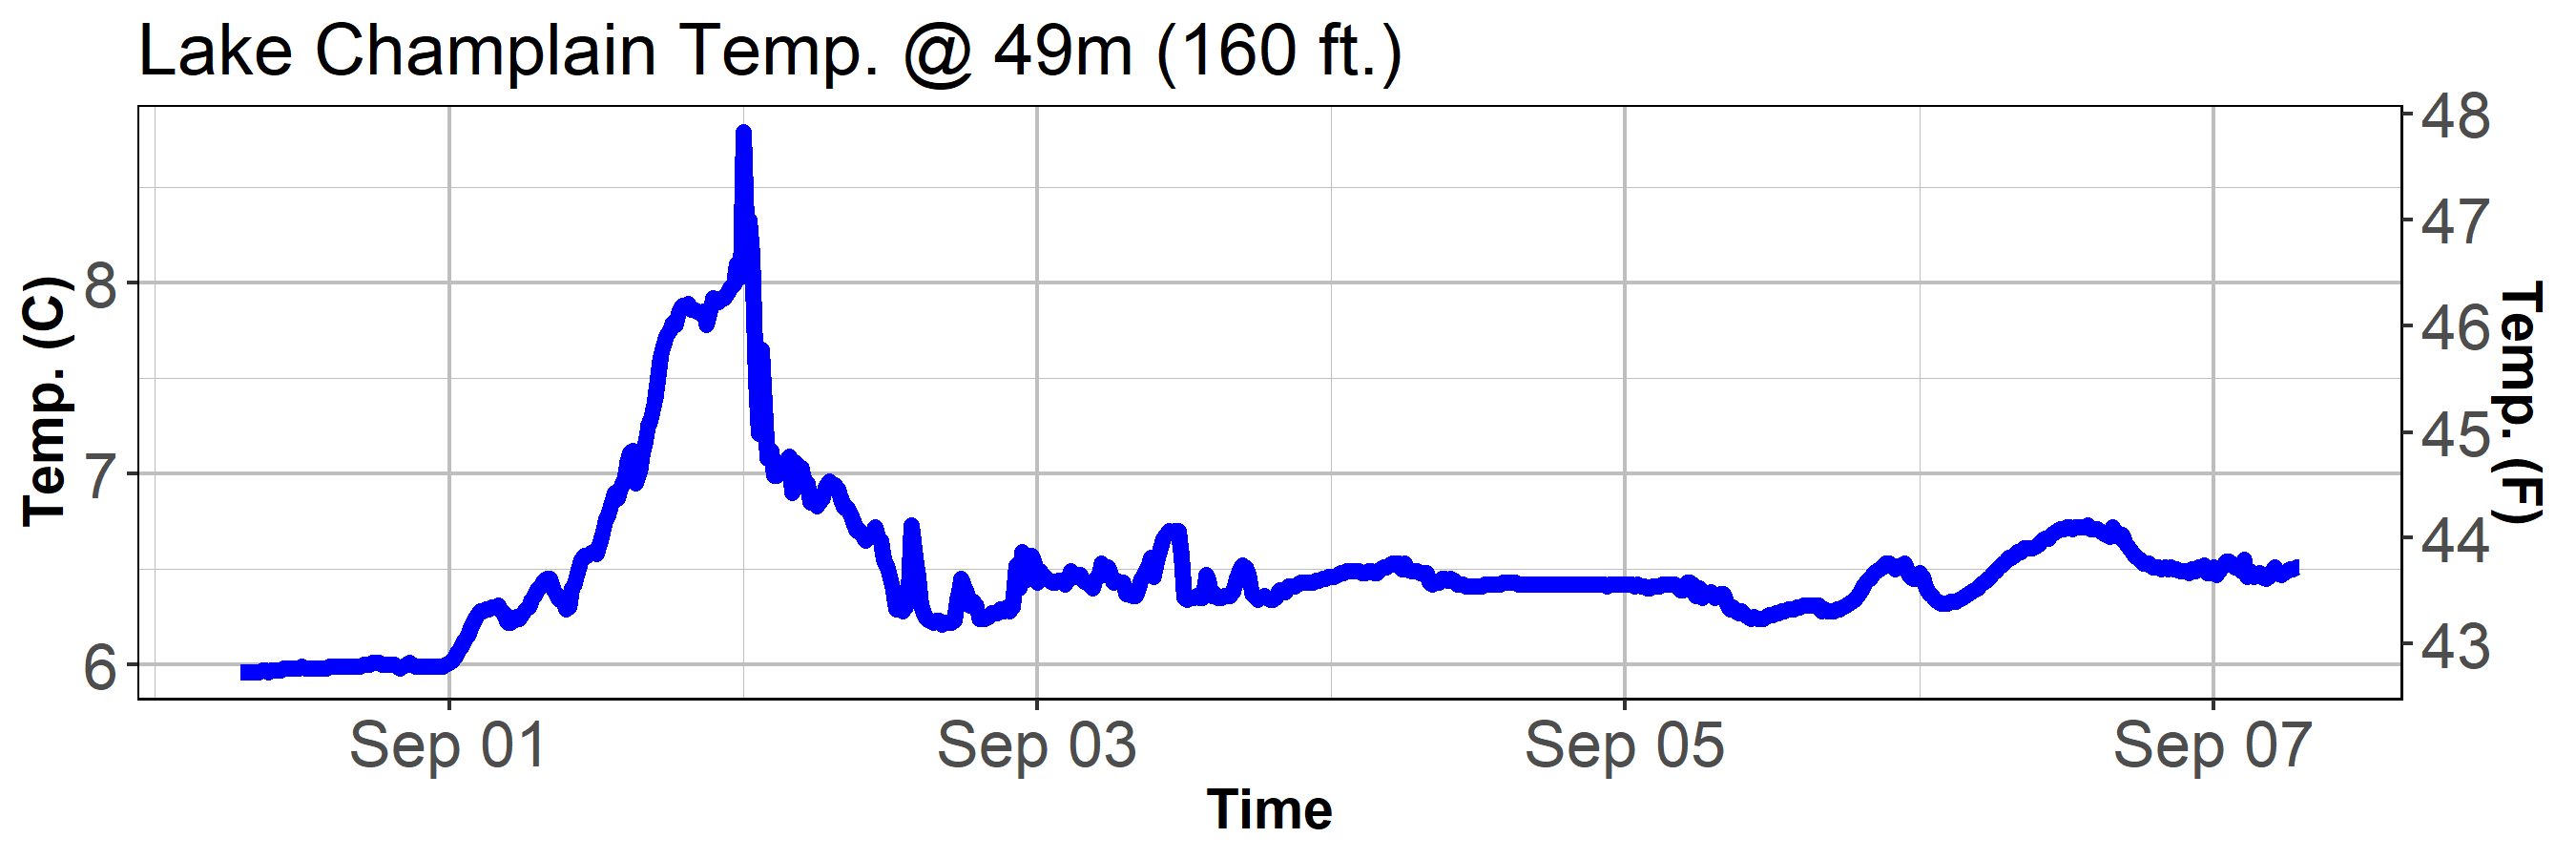 Lake Champlain Temp. @ 49m (160 ft.)
Temp. (C)
8
7
6
48
47
46
45
44
43
Temp. (F)
Sep 01 Sep 03 Sep 05 Sep 07
Time